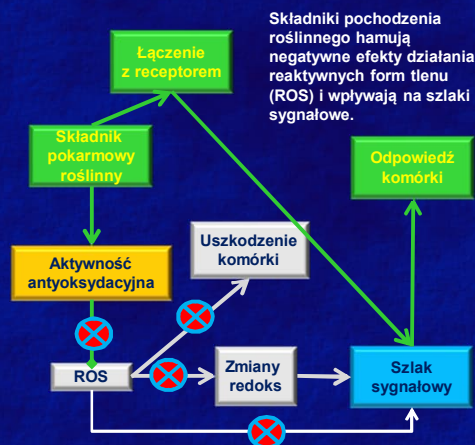 Składniki pochodzenia
roślinnego hamują
negatywne efekty działania
reaktywnych form tlenu
(ROS) i wpływają na szlaki
sygnałowe.
Łączenie
z receptorem
Składnik
pokarmowy
roślinny
Odpowiedź
komórki
Uszkodzenie
komórki
Aktywność
antyoksydacyjna
ROS
Zmiany
redoks
Szlak
sygnałowy